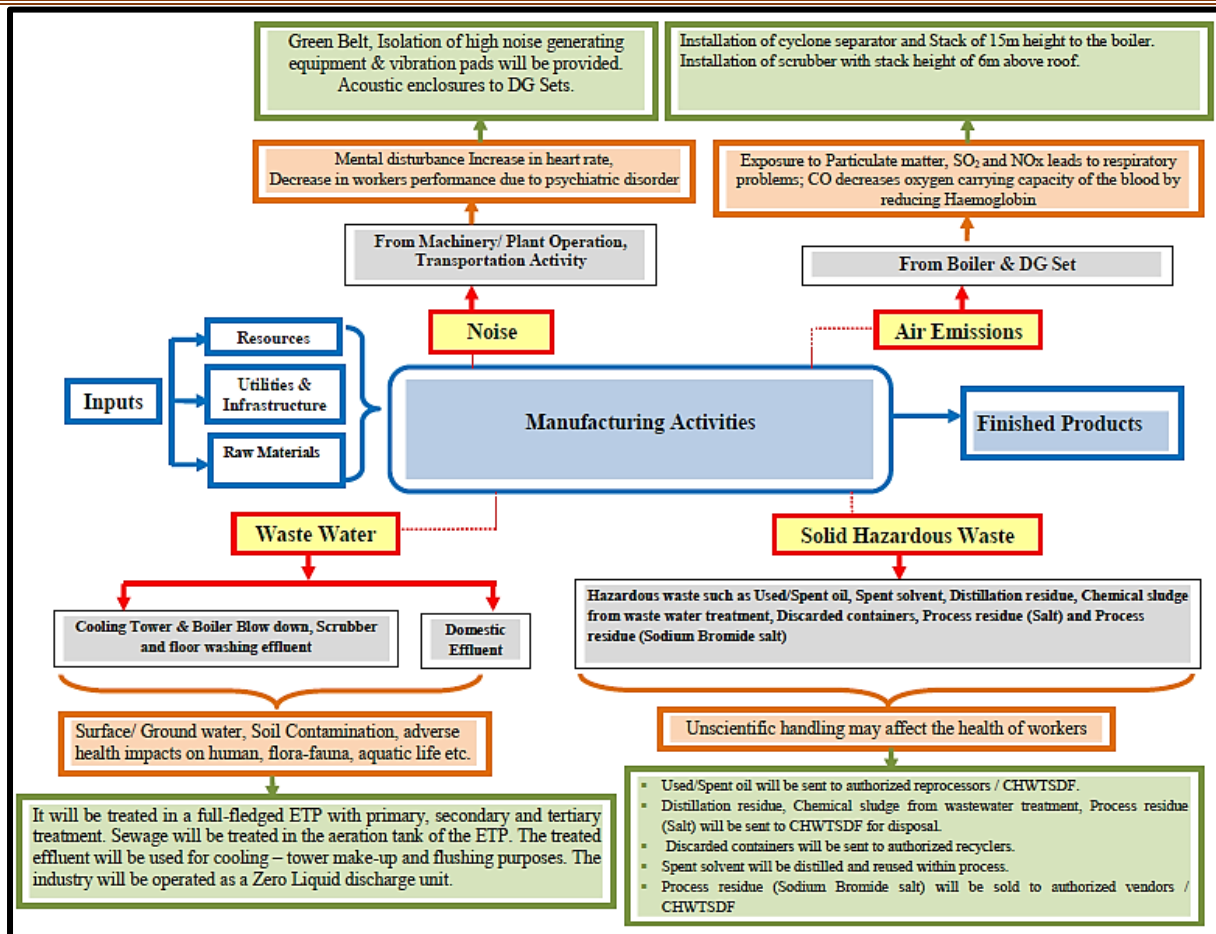 Green Belt, Isolation of high noise generating
equipment & vibration pads will be provided.
Acoustic enclosures to DG Sets.
Installation of cyclone separator and Stack of 15m height to the boiler.
Installation of scrubber with stack height of 6m above roof.
Mental disturbance Increase in heart rate,
Decrease in workers performance due to psychiatric disorder
Exposure to Particulate matter, SO₂ and NOx leads to respiratory
problems; CO decreases oxygen carrying capacity of the blood by
reducing Haemoglobin
From Machinery/ Plant Operation,
Transportation Activity
From Boiler & DG Set
Noise
Air Emissions
Inputs
Resources
Utilities &
Infrastructure
Raw Materials
Manufacturing Activities
Finished Products
Waste Water
Solid Hazardous Waste
Cooling Tower & Boiler Blow down, Scrubber
and floor washing effluent
Domestic
Effluent
Hazardous waste such as Used/Spent oil, Spent solvent, Distillation residue, Chemical sludge
from waste water treatment, Discarded containers, Process residue (Salt) and Process
residue (Sodium Bromide salt)
Surface/ Ground water, Soil Contamination, adverse
health impacts on human, flora-fauna, aquatic life etc.
Unscientific handling may affect the health of workers
It will be treated in a full-fledged ETP with primary, secondary and tertiary
treatment. Sewage will be treated in the aeration tank of the ETP. The treated
effluent will be used for cooling – tower make-up and flushing purposes. The
industry will be operated as a Zero Liquid discharge unit.
▪ Used/Spent oil will be sent to authorized reprocessors / CHWTSDF.
▪ Distillation residue, Chemical sludge from wastewater treatment, Process residue
(Salt) will be sent to CHWTSDF for disposal.
▪ Discarded containers will be sent to authorized recyclers.
▪ Spent solvent will be distilled and reused within process.
▪ Process residue (Sodium Bromide salt) will be sold to authorized vendors /
CHWTSDF